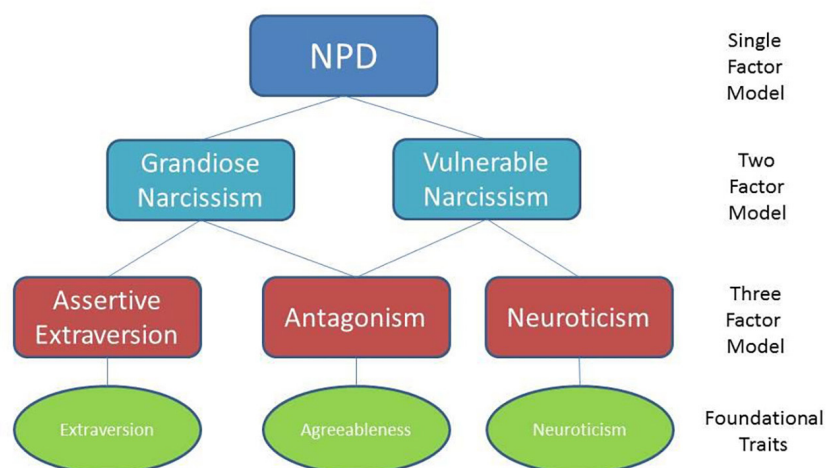 NPD
Single
Factor
Model
Grandiose
Narcissism
Vulnerable
Narcissism
Two
Factor
Model
Assertive
Extraversion
Antagonism
Neuroticism
Three
Factor
Model
Extraversion
Agreeableness
Neuroticism
Foundational
Traits